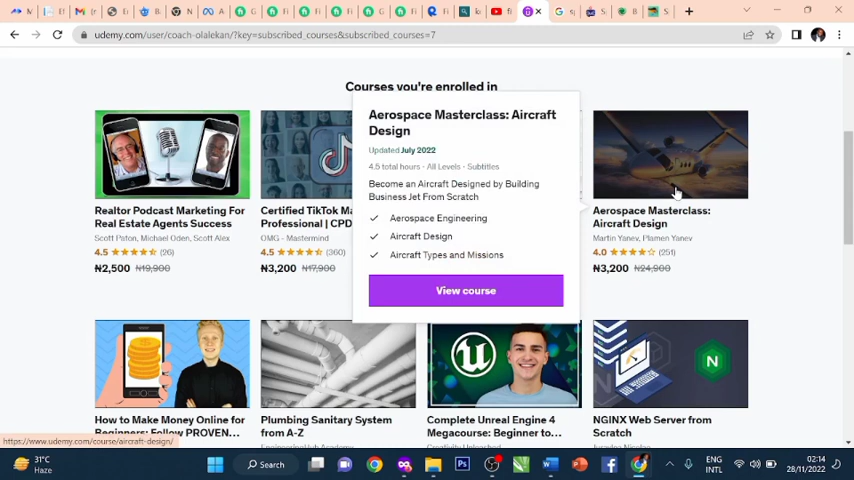 udemy.com/user/coach-olalekan/?key=subscribed_courses&subscribed_courses=7
Courses you're enrolled in
Aerospace Masterclass: Aircraft
Design
Updated July 2022
4.5 total hours · All Levels · Subtitles
Become an Aircraft Designed by Building
Business Jet From Scratch
Aerospace Engineering
Aircraft Design
Aircraft Types and Missions
View course
Realtor Podcast Marketing For
Real Estate Agents Success
Scott Paton, Michael Oden, Scott Alex
4.5 (26)
₦2,500 ₦19,900
Certified TikTok Ma
Professional | CPD
OMG - Mastermind
4.5 (360)
₦3,200 ₦17,900
Aerospace Masterclass:
Aircraft Design
Martin Yanev, Plamen Yanev
4.0 (251)
₦3,200 ₦24,900
How to Make Money Online for
Beginners: Follow PROVEN...
Plumbing Sanitary System
from A-Z
EngineeringHub Academy
Complete Unreal Engine 4
Megacourse: Beginner to...
Creativity Unleashed
NGINX Web Server from
Scratch
https://www.udemy.com/course/aircraft-design/
31°C
Haze
Search
ENG
INTL
02:14
28/11/2022